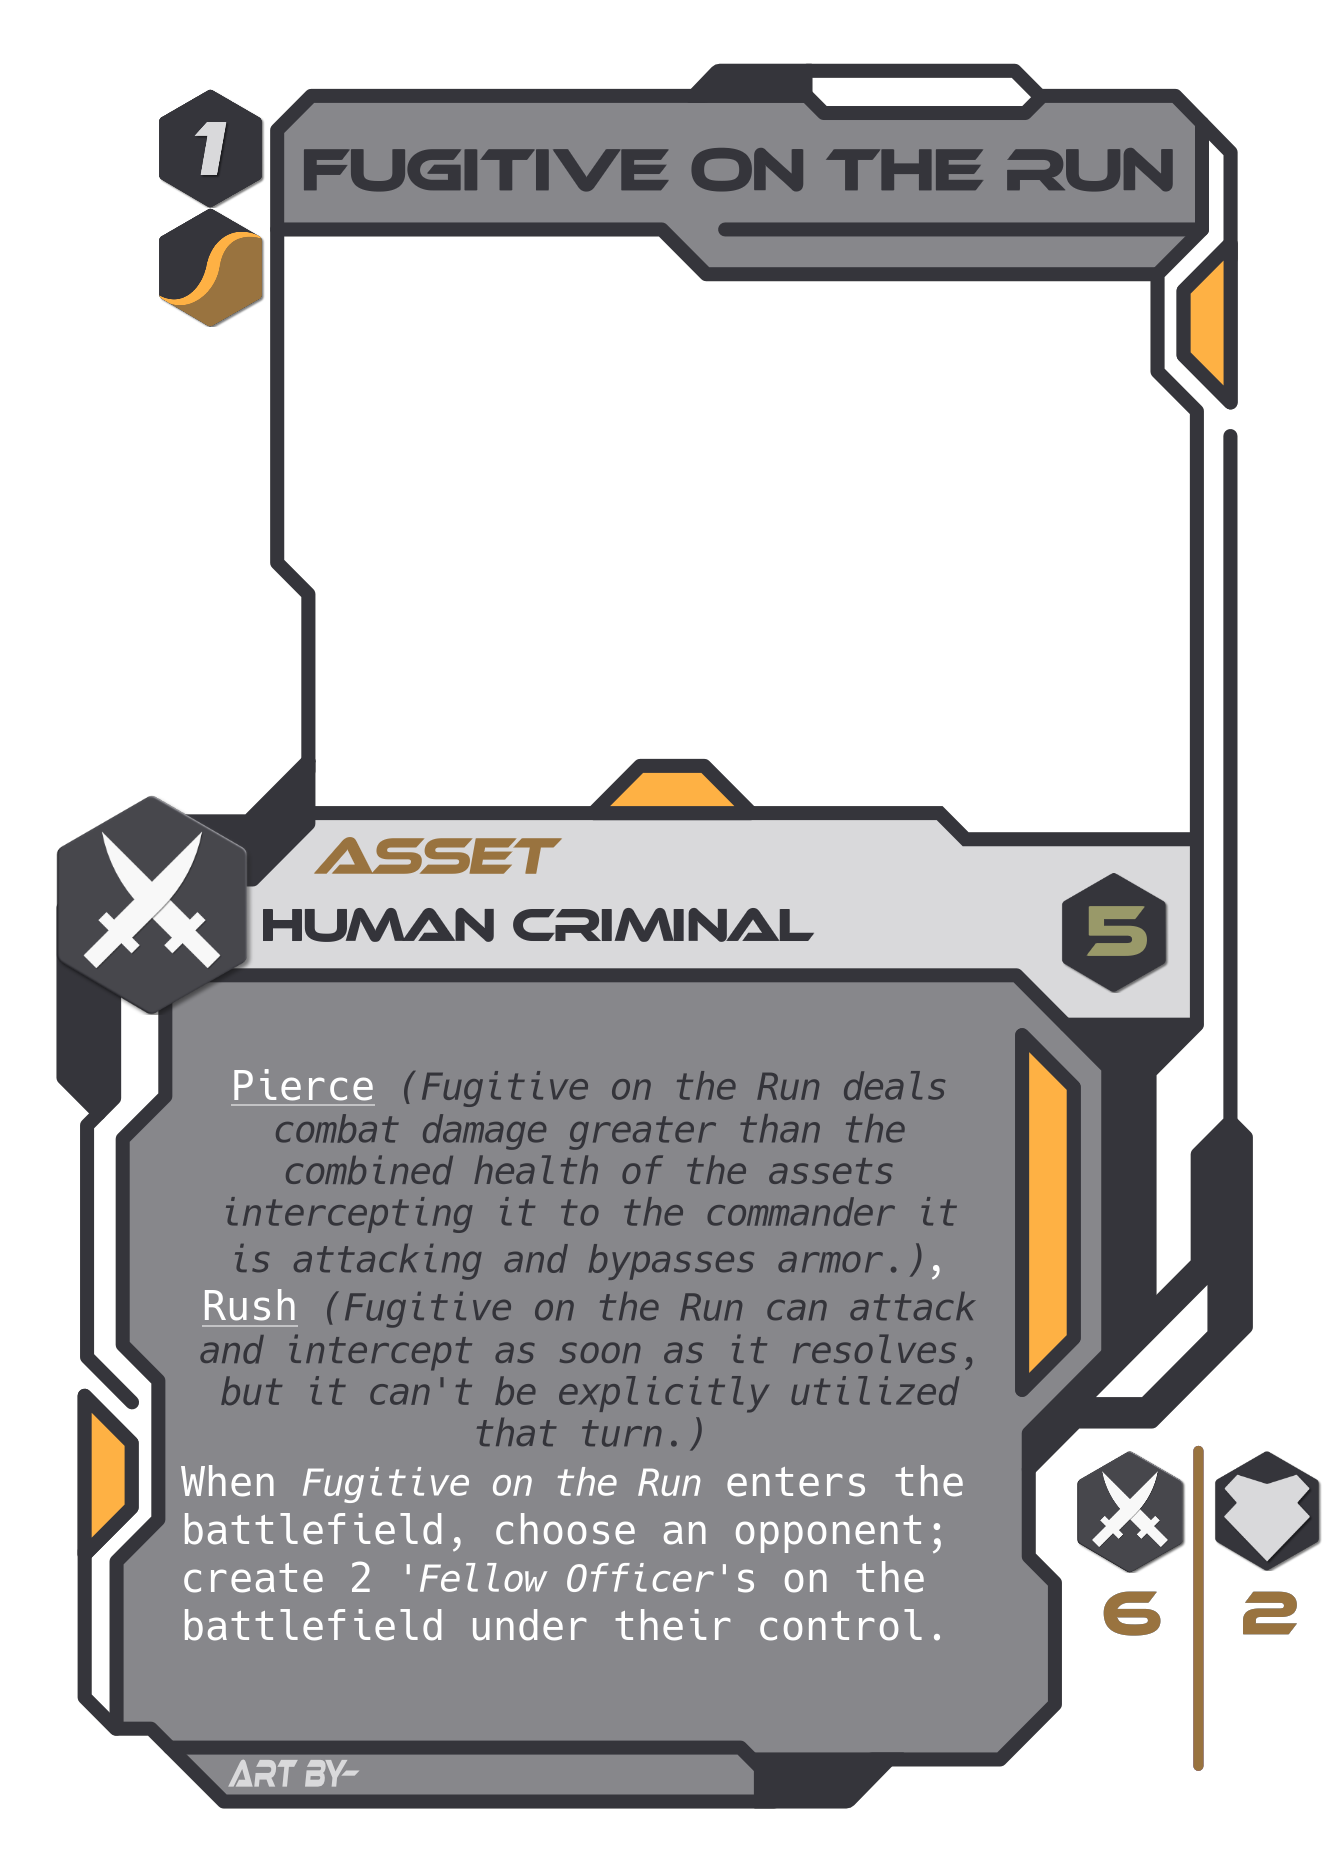 1
FUGITIVE ON THE RUN
ASSET
HUMAN CRIMINAL
5
Pierce (Fugitive on the Run deals
combat damage greater than the
combined health of the assets
intercepting it to the commander it
is attacking and bypasses armor.),
Rush (Fugitive on the Run can attack
and intercept as soon as it resolves,
but it can't be explicitly utilized
that turn.)
When Fugitive on the Run enters the
battlefield, choose an opponent;
create 2 'Fellow Officer's on the
battlefield under their control.
6
2
ART BY-